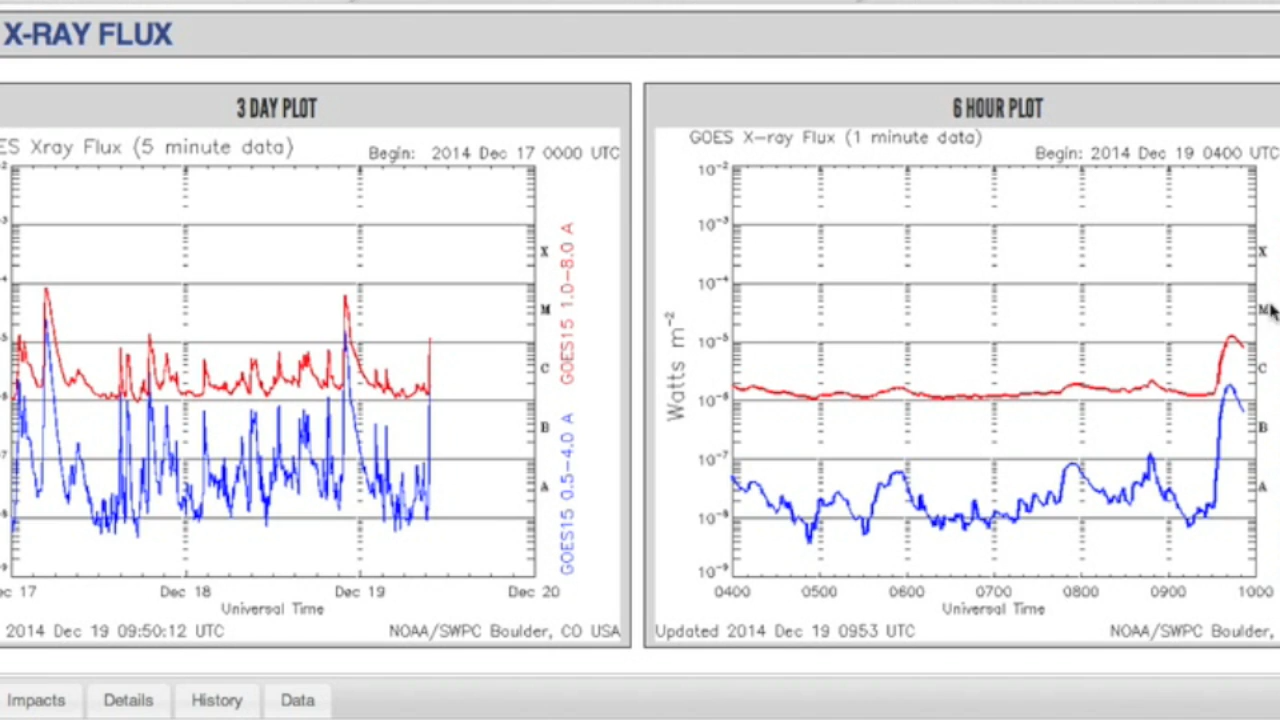 X-RAY FLUX
3 DAY PLOT
ES Xray Flux (5 minute data)
Begin: 2014 Dec 17 0000 UTC
X
M
C
B
A
GOES15 1.0-8.0 A
GOES15 0.5-4.0 A
ec 17 Dec 18 Dec 19 Dec 20
Universal Time
2014 Dec 19 09:50:12 UTC
NOAA/SWPC Boulder, CO USA
6 HOUR PLOT
GOES X-ray Flux (1 minute data)
Begin: 2014 Dec 19 0400 UTC
10⁻²
10⁻³
10⁻⁴
10⁻⁵
10⁻⁶
10⁻⁷
10⁻⁸
10⁻⁹
Watts m⁻²
X
M
C
B
A
0400 0500 0600 0700 0800 0900 1000
Universal Time
Updated 2014 Dec 19 0953 UTC
NOAA/SWPC Boulder,
Impacts Details History Data